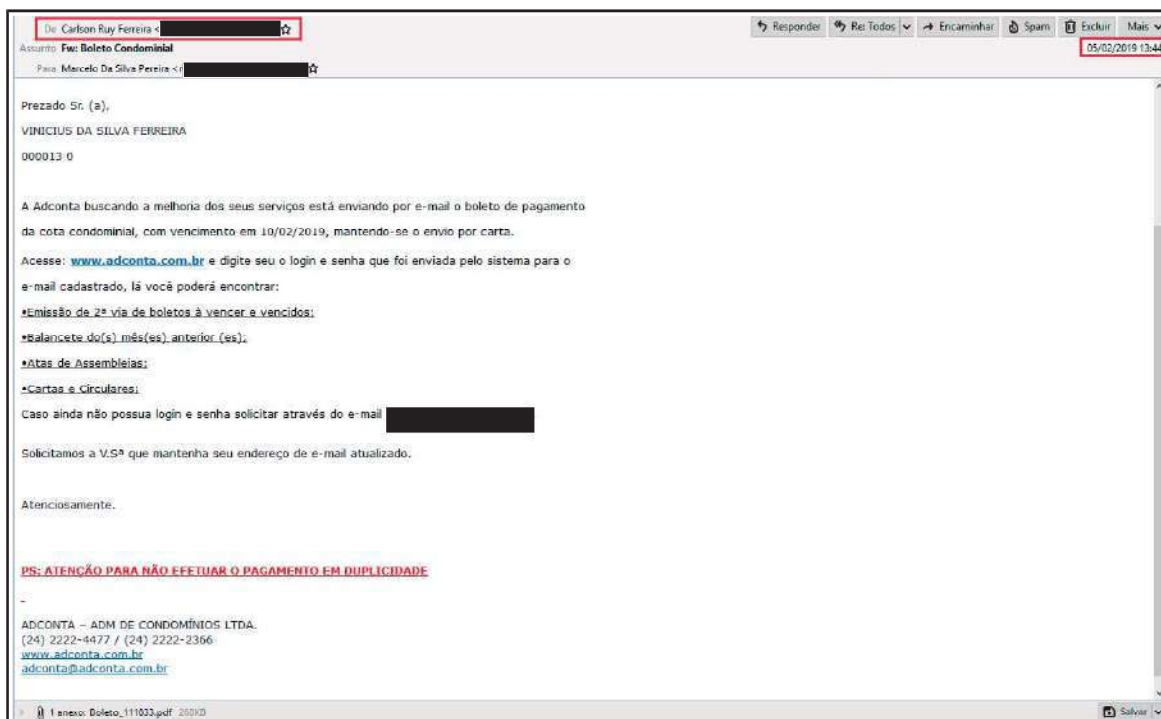 De Carlson Ruy Ferreira <
Responder Re: Todos Encaminhar Spam Excluir Mais
Assunto Fw: Boleto Condominial
05/02/2019 13:44
Para Marcelo Da Silva Pereira <r
Prezado Sr. (a),
VINICIUS DA SILVA FERREIRA
000013 0
A Adconta buscando a melhoria dos seus serviços está enviando por e-mail o boleto de pagamento
da cota condominial, com vencimento em 10/02/2019, mantendo-se o envio por carta.
Acesse: www.adconta.com.br e digite seu o login e senha que foi enviada pelo sistema para o
e-mail cadastrado, lá você poderá encontrar:
•Emissão de 2ª via de boletos à vencer e vencidos;
•Balancete do(s) mês(es) anterior (es);
•Atas de Assembleias;
•Cartas e Circulares;
Caso ainda não possua login e senha solicitar através do e-mail
Solicitamos a V.Sª que mantenha seu endereço de e-mail atualizado.
Atenciosamente.
PS: ATENÇÃO PARA NÃO EFETUAR O PAGAMENTO EM DUPLICIDADE
-
ADCONTA – ADM DE CONDOMÍNIOS LTDA.
(24) 2222-4477 / (24) 2222-2366
www.adconta.com.br
adconta@adconta.com.br
1 anexo: Boleto_111033.pdf 260KB
Salvar